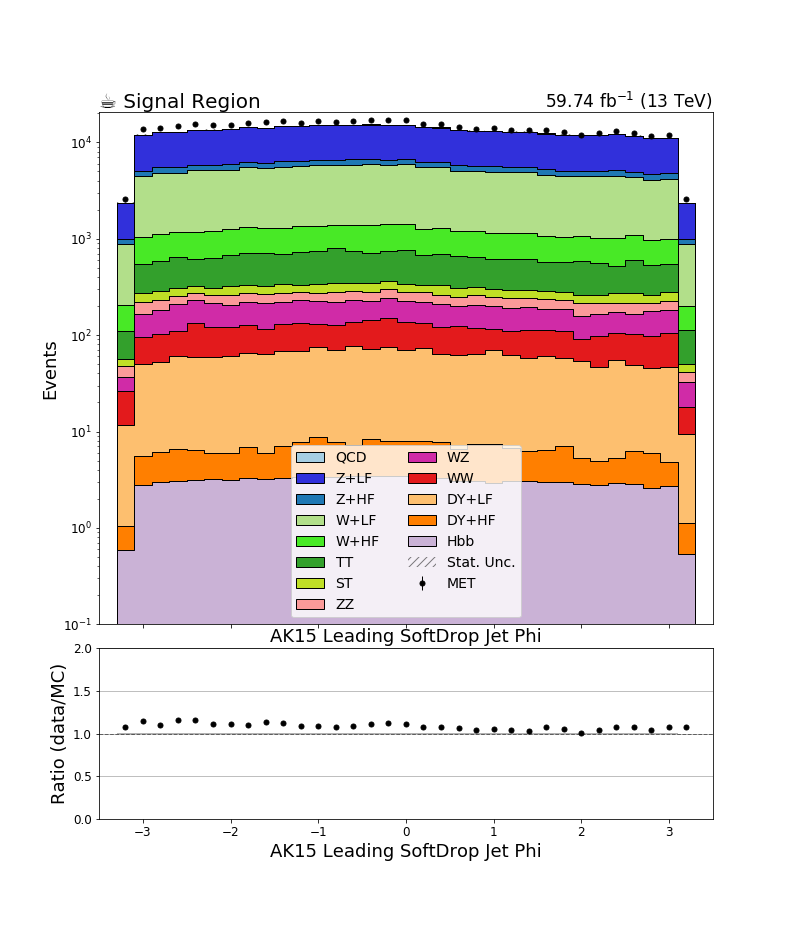 ☕ Signal Region
59.74 fb⁻¹ (13 TeV)
Events
10⁴
10³
10²
10¹
10⁰
10⁻¹
QCD
Z+LF
Z+HF
W+LF
W+HF
TT
ST
ZZ
WZ
WW
DY+LF
DY+HF
Hbb
Stat. Unc.
MET
AK15 Leading SoftDrop Jet Phi
Ratio (data/MC)
2.0
1.5
1.0
0.5
0.0
−3 −2 −1 0 1 2 3
AK15 Leading SoftDrop Jet Phi